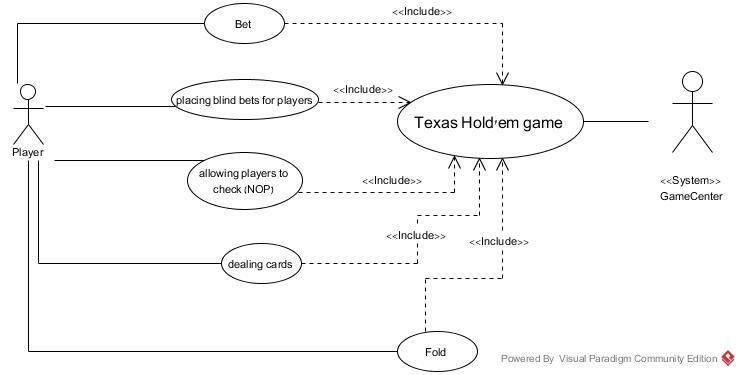 Bet
<<Include>>
placing blind bets for players
<<Include>>
Texas Hold'em game
Player
allowing players to
check (NOP)
<<Include>>
<<System>>
GameCenter
dealing cards
<<Include>>
<<Include>>
Fold
Powered By Visual Paradigm Community Edition